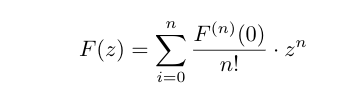 F(z) = \sum_{i=0}^{n} \frac{F^{(n)}(0)}{n!} \cdot z^n